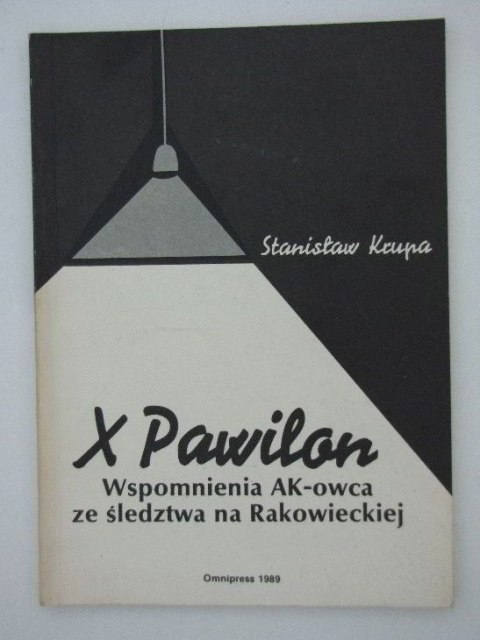 Stanisław Krupa
X Pawilon
Wspomnienia AK-owca
ze śledztwa na Rakowieckiej
Omnipress 1989